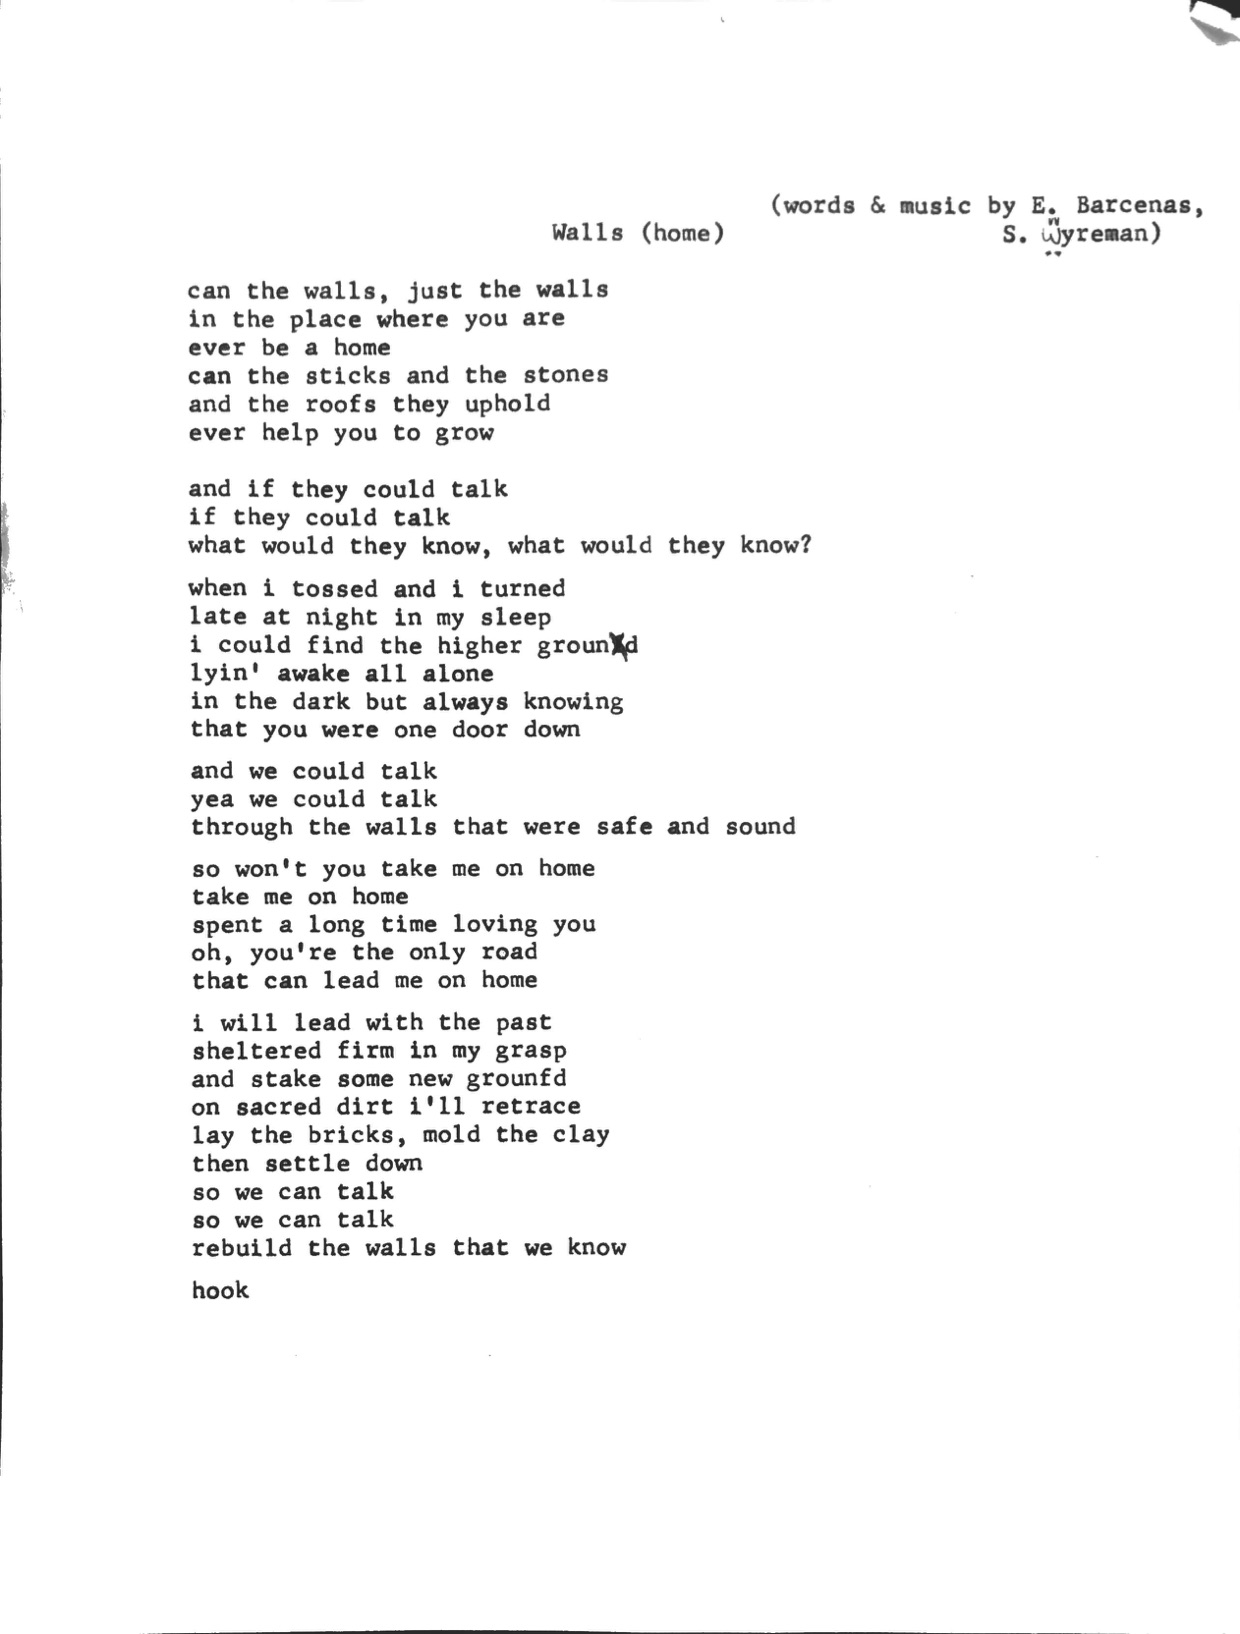 (words & music by E. Barcenas,
Walls (home) S. Wyreman)
can the walls, just the walls
in the place where you are
ever be a home
can the sticks and the stones
and the roofs they uphold
ever help you to grow
and if they could talk
if they could talk
what would they know, what would they know?
when i tossed and i turned
late at night in my sleep
i could find the higher ground
lyin' awake all alone
in the dark but always knowing
that you were one door down
and we could talk
yea we could talk
through the walls that were safe and sound
so won't you take me on home
take me on home
spent a long time loving you
oh, you're the only road
that can lead me on home
i will lead with the past
sheltered firm in my grasp
and stake some new grounfd
on sacred dirt i'll retrace
lay the bricks, mold the clay
then settle down
so we can talk
so we can talk
rebuild the walls that we know
hook